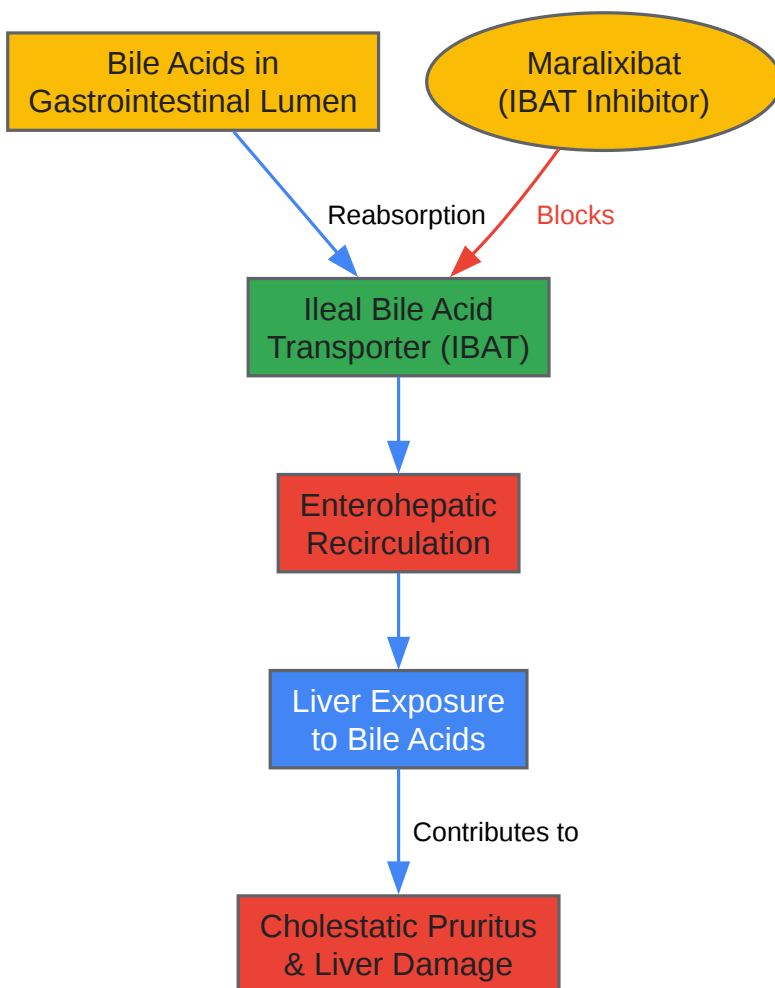 Bile Acids in
Gastrointestinal Lumen
Maralixibat
(IBAT Inhibitor)
Reabsorption
Blocks
Ileal Bile Acid
Transporter (IBAT)
Enterohepatic
Recirculation
Liver Exposure
to Bile Acids
Contributes to
Cholestatic Pruritus
& Liver Damage